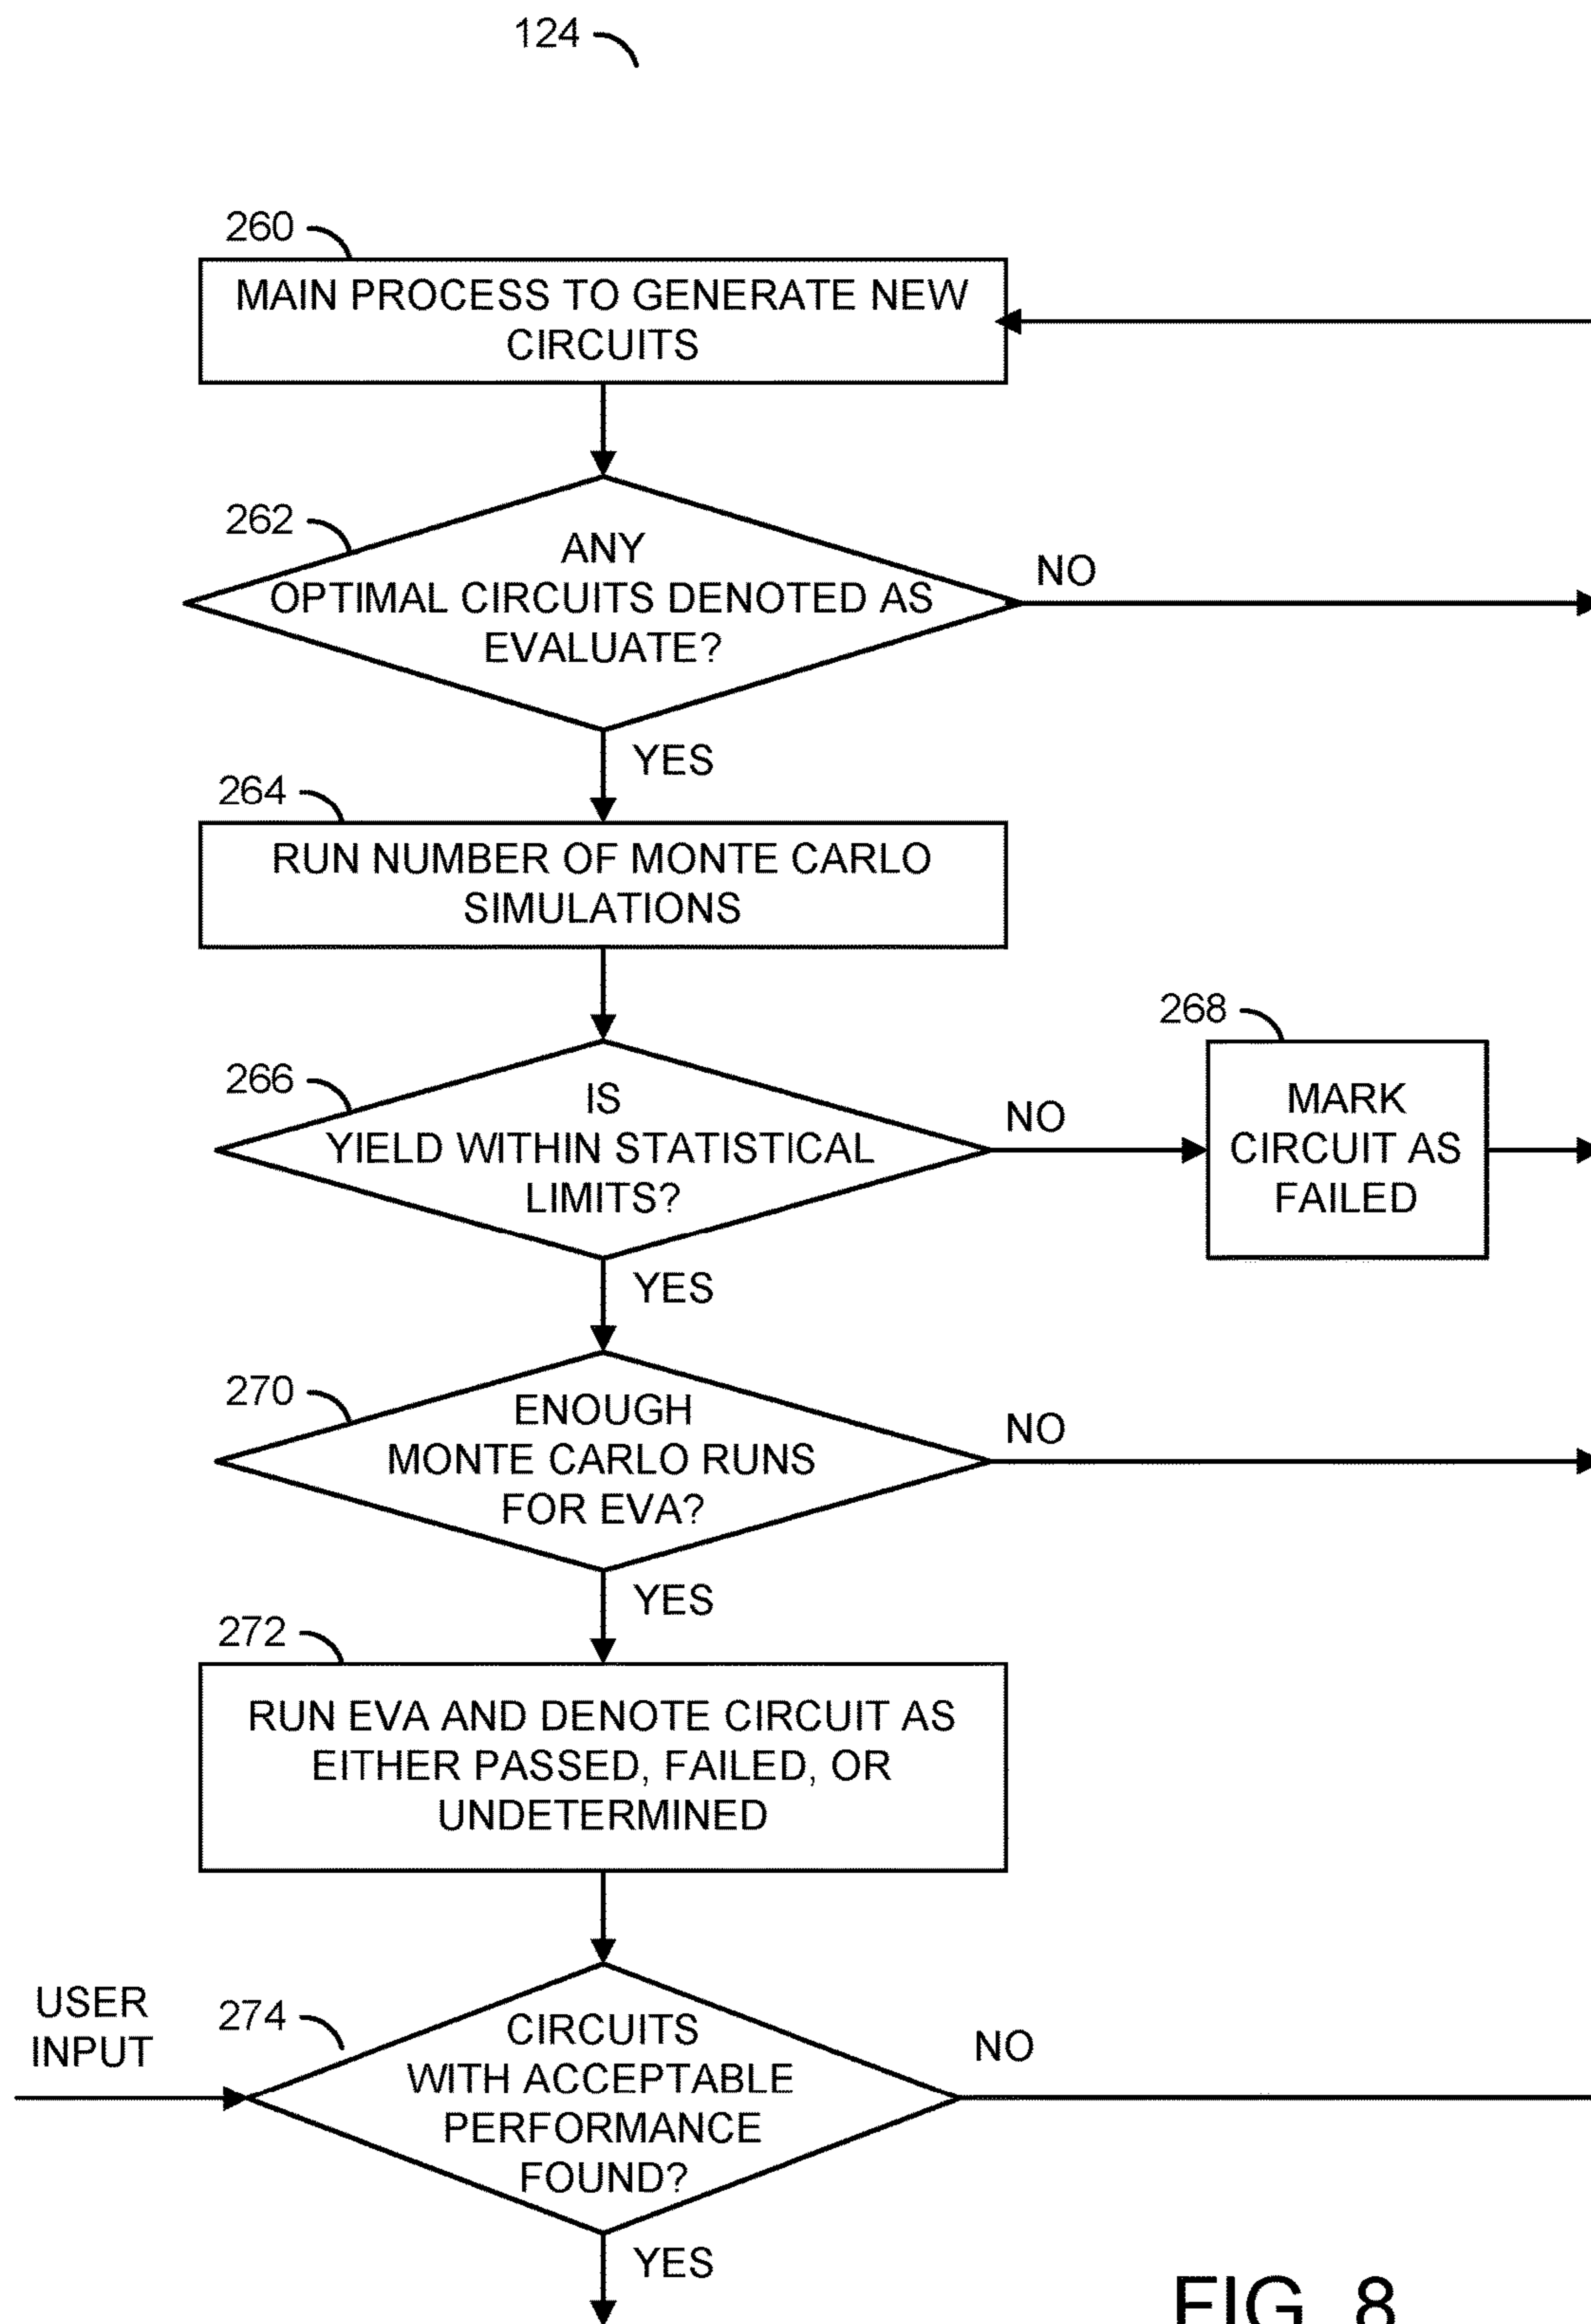 124
260
MAIN PROCESS TO GENERATE NEW
CIRCUITS
262
ANY
OPTIMAL CIRCUITS DENOTED AS
EVALUATE?
NO
YES
264
RUN NUMBER OF MONTE CARLO
SIMULATIONS
268
266
IS
YIELD WITHIN STATISTICAL
LIMITS?
NO
MARK
CIRCUIT AS
FAILED
YES
270
ENOUGH
MONTE CARLO RUNS
FOR EVA?
NO
YES
272
RUN EVA AND DENOTE CIRCUIT AS
EITHER PASSED, FAILED, OR
UNDETERMINED
USER
INPUT
274
CIRCUITS
WITH ACCEPTABLE
PERFORMANCE
FOUND?
NO
YES
FIG. 8